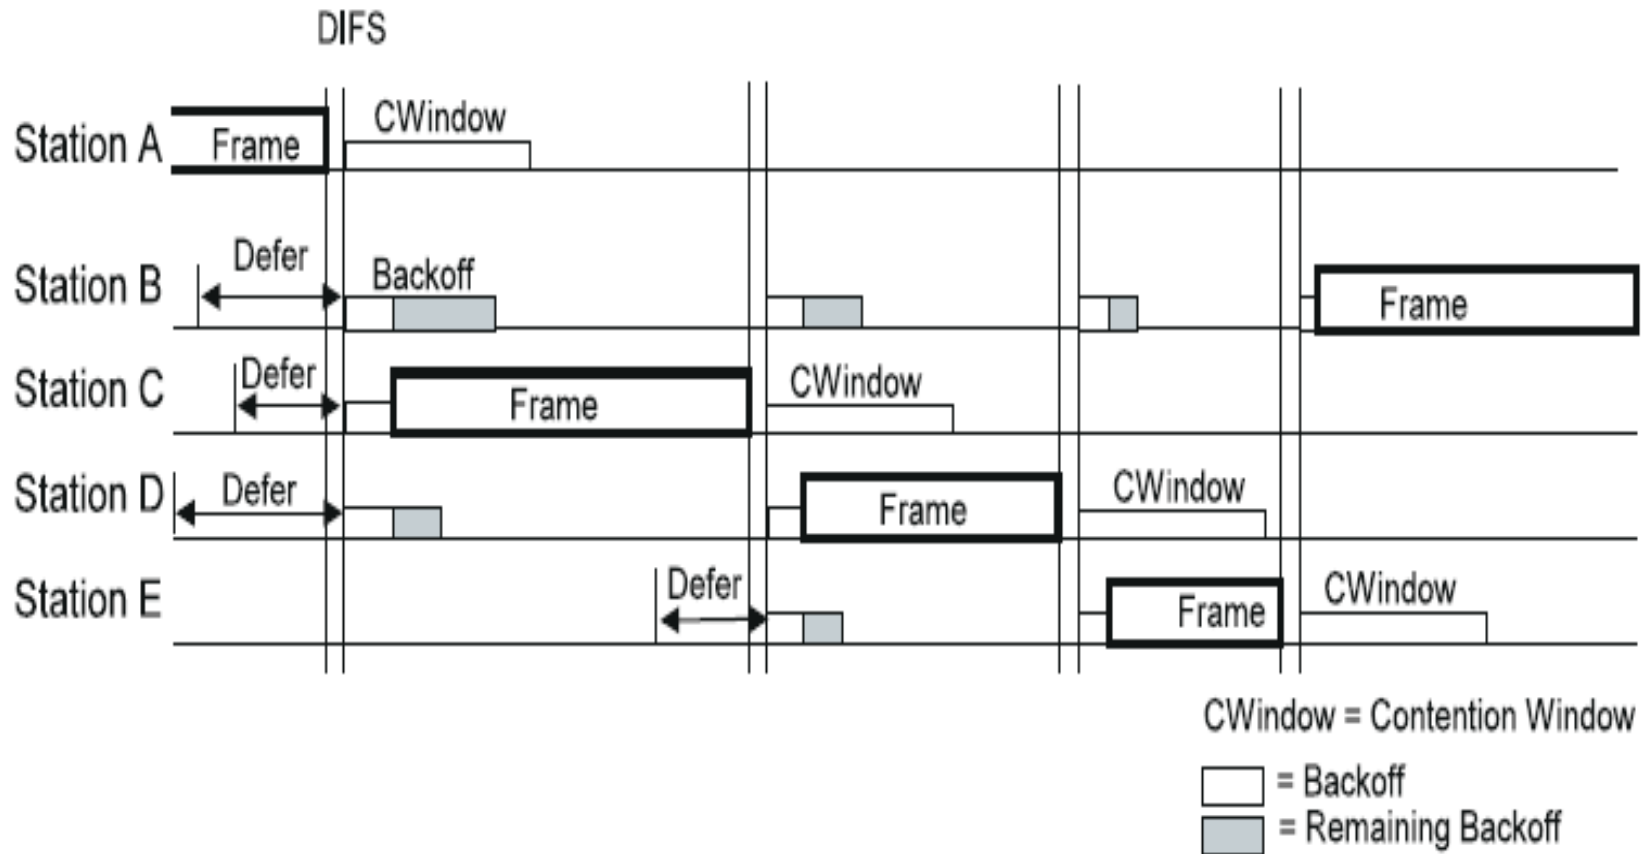 DIFS
Station A
Frame
CWindow
Station B
Defer
Backoff
Frame
Station C
Defer
Frame
CWindow
Station D
Defer
Frame
CWindow
Station E
Defer
Frame
CWindow
CWindow = Contention Window
= Backoff
= Remaining Backoff